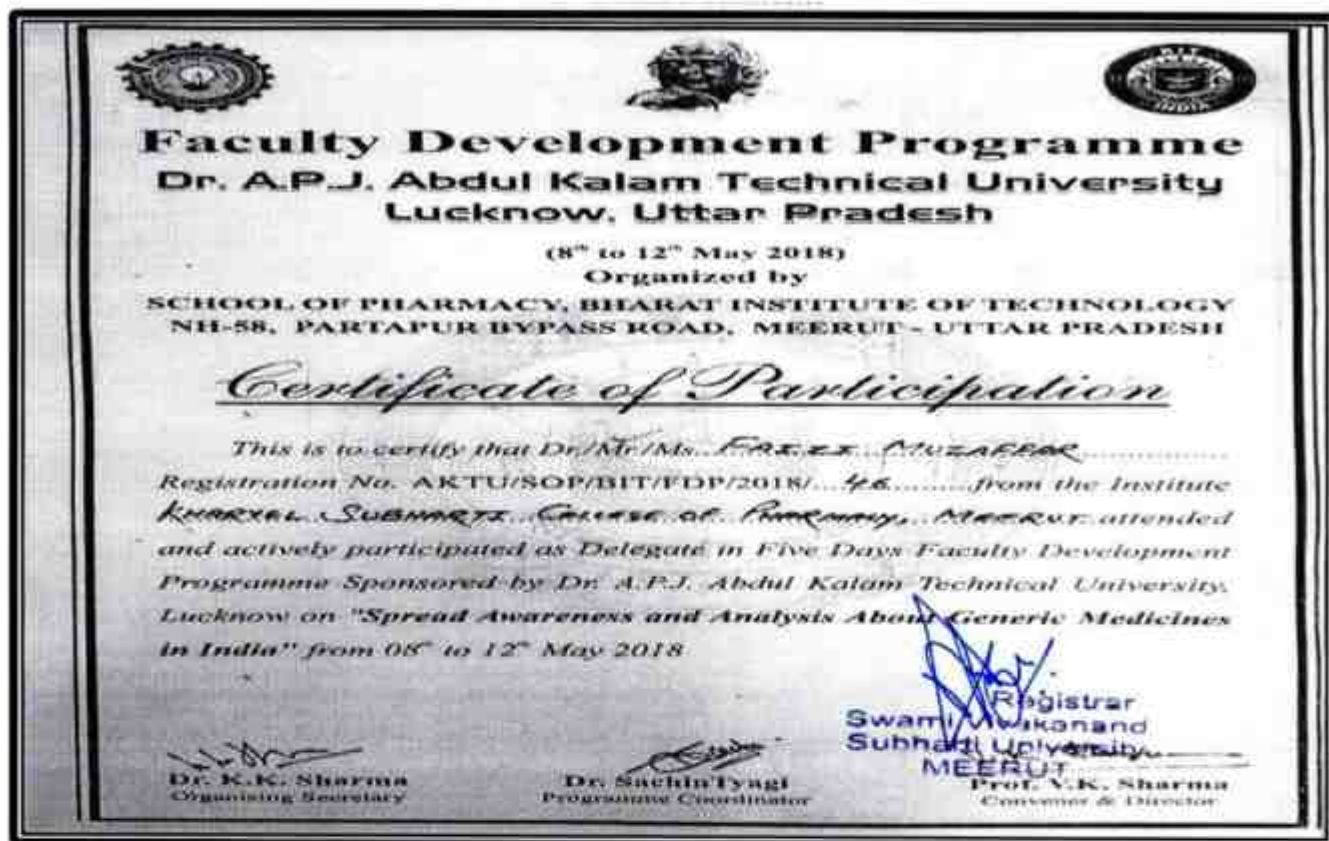 BIT
INDIA
Faculty Development Programme
Dr. A.P.J. Abdul Kalam Technical University
Lucknow, Uttar Pradesh
(8th to 12th May 2018)
Organized by
SCHOOL OF PHARMACY, BHARAT INSTITUTE OF TECHNOLOGY
NH-58, PARTAPUR BYPASS ROAD, MEERUT - UTTAR PRADESH
Certificate of Participation
This is to certify that Dr/Mr/Ms. FAIZI MUZAFFAR
Registration No. AKTU/SOP/BIT/FDP/2018/...46... from the Institute
KHARVEL SUBHARTI COLLEGE OF PHARMACY, MEERUT attended
and actively participated as Delegate in Five Days Faculty Development
Programme Sponsored by Dr. A.P.J. Abdul Kalam Technical University,
Lucknow on "Spread Awareness and Analysis About Generic Medicines
in India" from 08th to 12th May 2018
Registrar
Swami Vivekanand
Subharti University
MEERUT
Dr. K.K. Sharma
Organising Secretary
Dr. Sachin Tyagi
Programme Coordinator
Prof. V.K. Sharma
Convener & Director